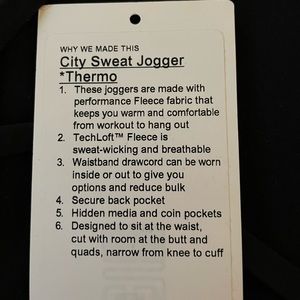 WHY WE MADE THIS
City Sweat Jogger
*Thermo
1. These joggers are made with
performance Fleece fabric that
keeps you warm and comfortable
from workout to hang out
2. TechLoft™ Fleece is
sweat-wicking and breathable
3. Waistband drawcord can be worn
inside or out to give you
options and reduce bulk
4. Secure back pocket
5. Hidden media and coin pockets
6. Designed to sit at the waist,
cut with room at the butt and
quads, narrow from knee to cuff